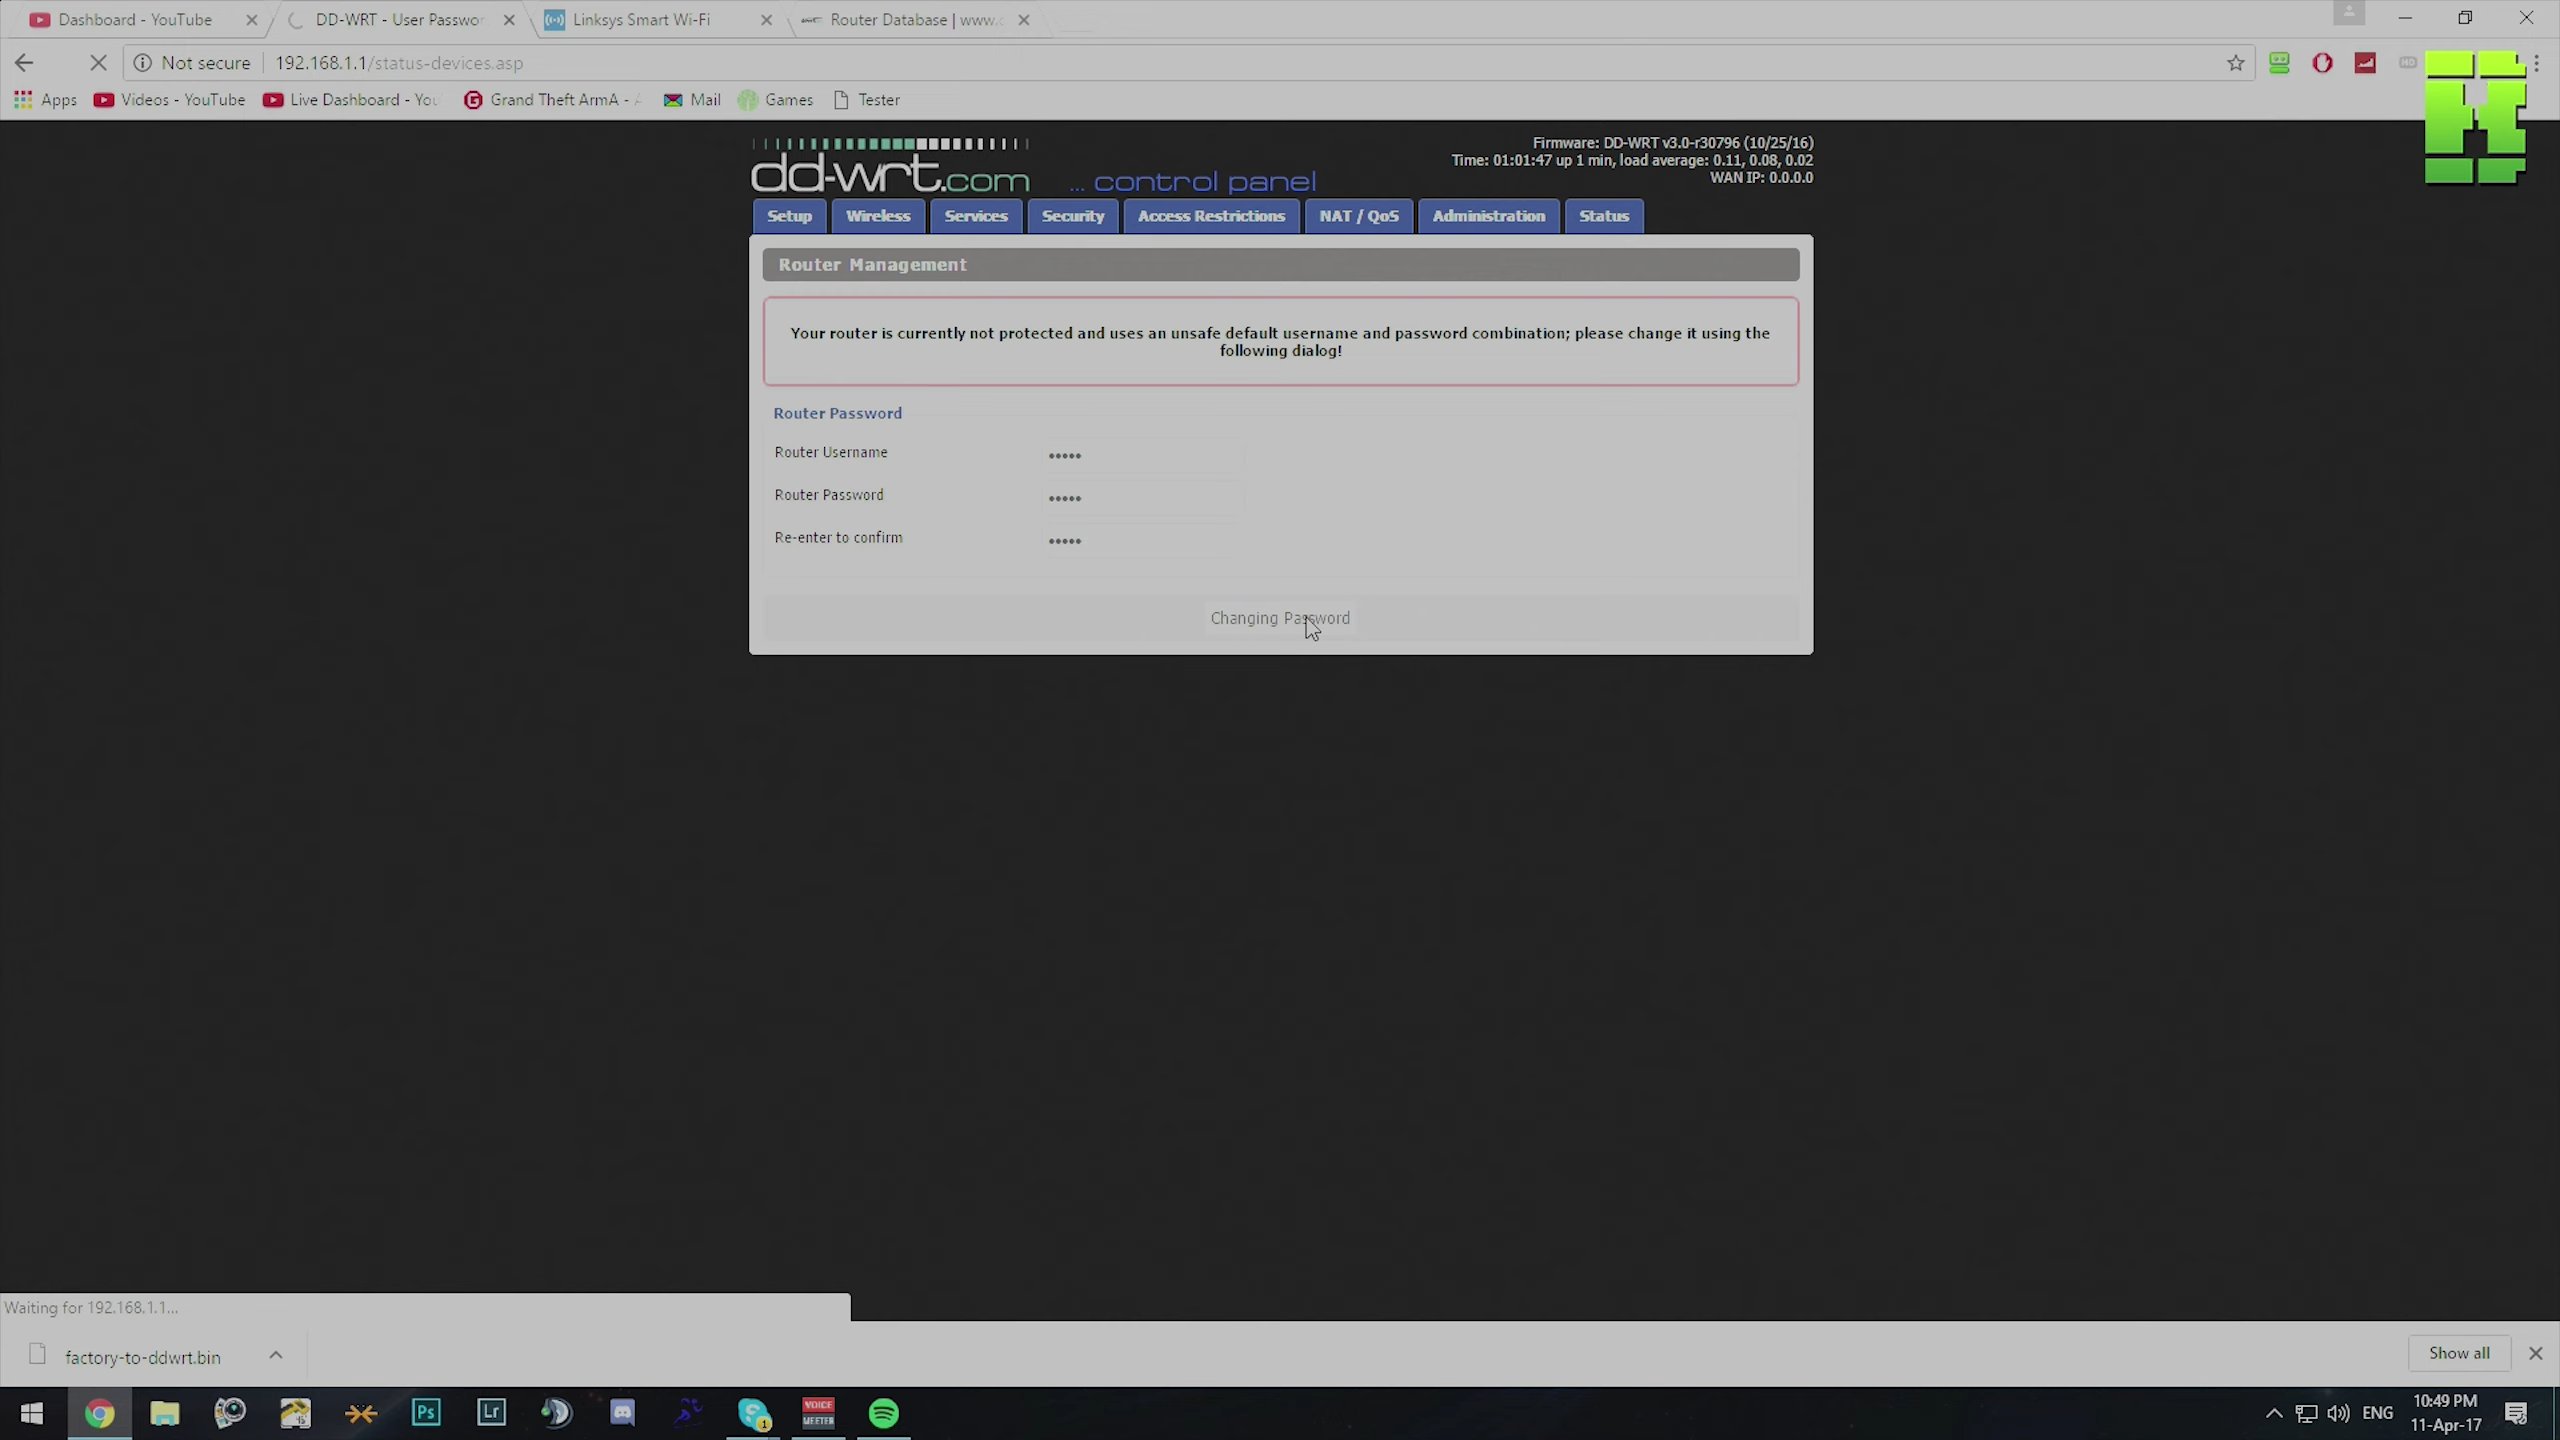 Dashboard - YouTube
DD-WRT - User Passwo
Linksys Smart Wi-Fi
Router Database | www.
Not secure
192.168.1.1/status-devices.asp
Apps
Videos - YouTube
Live Dashboard - You
Grand Theft ArmA -
Mail
Games
Tester
dd-wrt.com ... control panel
Firmware: DD-WRT v3.0-r30796 (10/25/16)
Time: 01:01:47 up 1 min, load average: 0.11, 0.08, 0.02
WAN IP: 0.0.0.0
Setup
Wireless
Services
Security
Access Restrictions
NAT / QoS
Administration
Status
Router Management
Your router is currently not protected and uses an unsafe default username and password combination; please change it using the
following dialog!
Router Password
Router Username •••••
Router Password •••••
Re-enter to confirm •••••
Changing Password
Waiting for 192.168.1.1...
factory-to-ddwrt.bin
Show all
Ps
Lr
1
VOICE
MEETER
ENG
10:49 PM
11-Apr-17